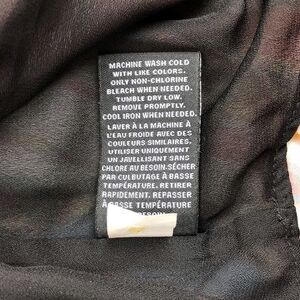 MACHINE WASH COLD
WITH LIKE COLORS.
ONLY NON-CHLORINE
BLEACH WHEN NEEDED.
TUMBLE DRY LOW.
REMOVE PROMPTLY.
COOL IRON WHEN NEEDED.
LAVER À LA MACHINE À
L'EAU FROIDE AVEC DES
COULEURS SIMILAIRES.
UTILISER UNIQUEMENT
UN JAVELLISANT SANS
CHLORE AU BESOIN.SÉCHER
PAR CULBUTAGE À BASSE
TEMPÉRATURE. RETIRER
RAPIDEMENT. REPASSER
À BASSE TEMPÉRATURE
BESOIN